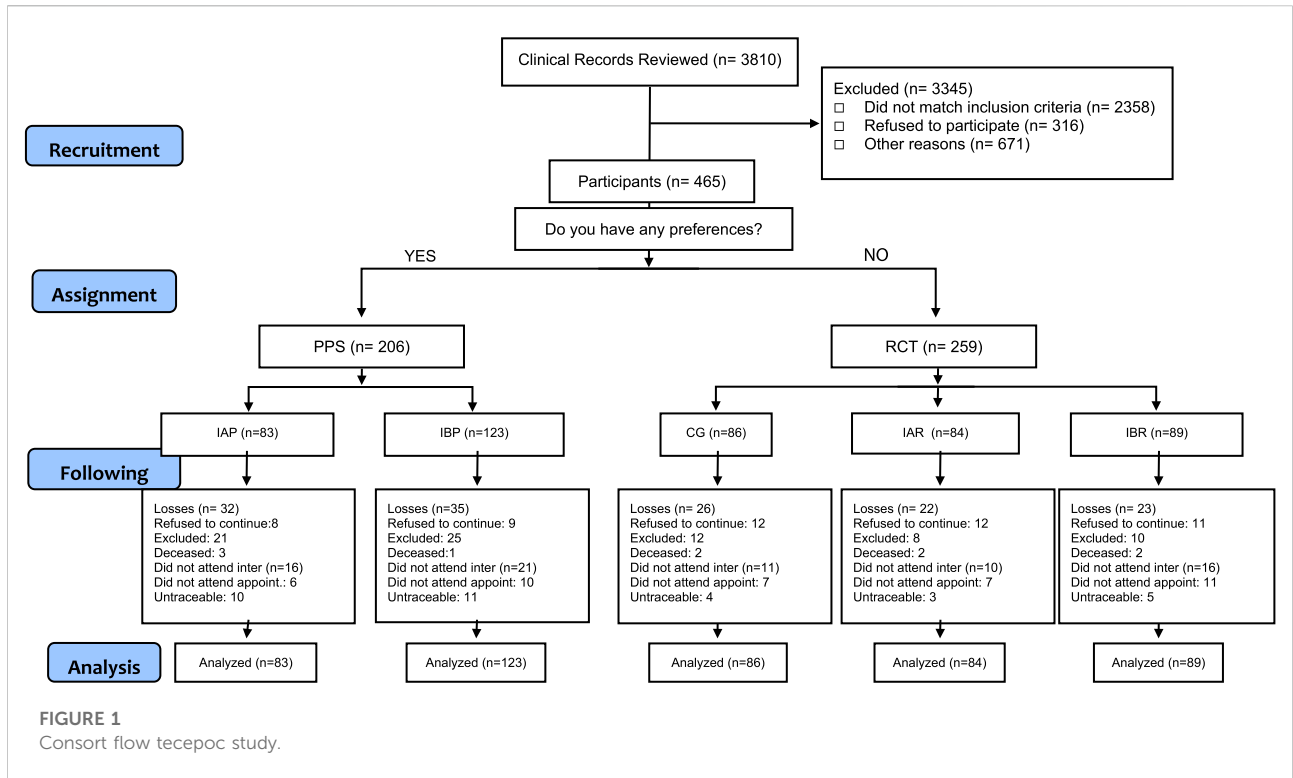 Clinical Records Reviewed (n= 3810)
Excluded (n= 3345)
☐ Did not match inclusion criteria (n= 2358)
☐ Refused to participate (n= 316)
☐ Other reasons (n= 671)
Recruitment
Participants (n= 465)
Do you have any preferences?
YES
NO
Assignment
PPS (n= 206)
RCT (n= 259)
IAP (n=83)
IBP (n=123)
CG (n=86)
IAR (n=84)
IBR (n=89)
Following
Losses (n= 32)
Refused to continue:8
Excluded: 21
Deceased: 3
Did not attend inter (n=16)
Did not attend appoint.: 6
Untraceable: 10
Losses (n=35)
Refused to continue: 9
Excluded: 25
Deceased:1
Did not attend inter (n=21)
Did not attend appoint: 10
Untraceable: 11
Losses (n= 26)
Refused to continue: 12
Excluded: 12
Deceased: 2
Did not attend inter (n=11)
Did not attend appoint: 7
Untraceable: 4
Losses (n= 22)
Refused to continue: 12
Excluded: 8
Deceased: 2
Did not attend inter (n=10)
Did not attend appoint: 7
Untraceable: 3
Losses (n= 23)
Refused to continue: 11
Excluded: 10
Deceased: 2
Did not attend inter (n=16)
Did not attend appoint: 11
Untraceable: 5
Analysis
Analyzed (n=83)
Analyzed (n=123)
Analyzed (n=86)
Analyzed (n=84)
Analyzed (n=89)
FIGURE 1
Consort flow tecepoc study.